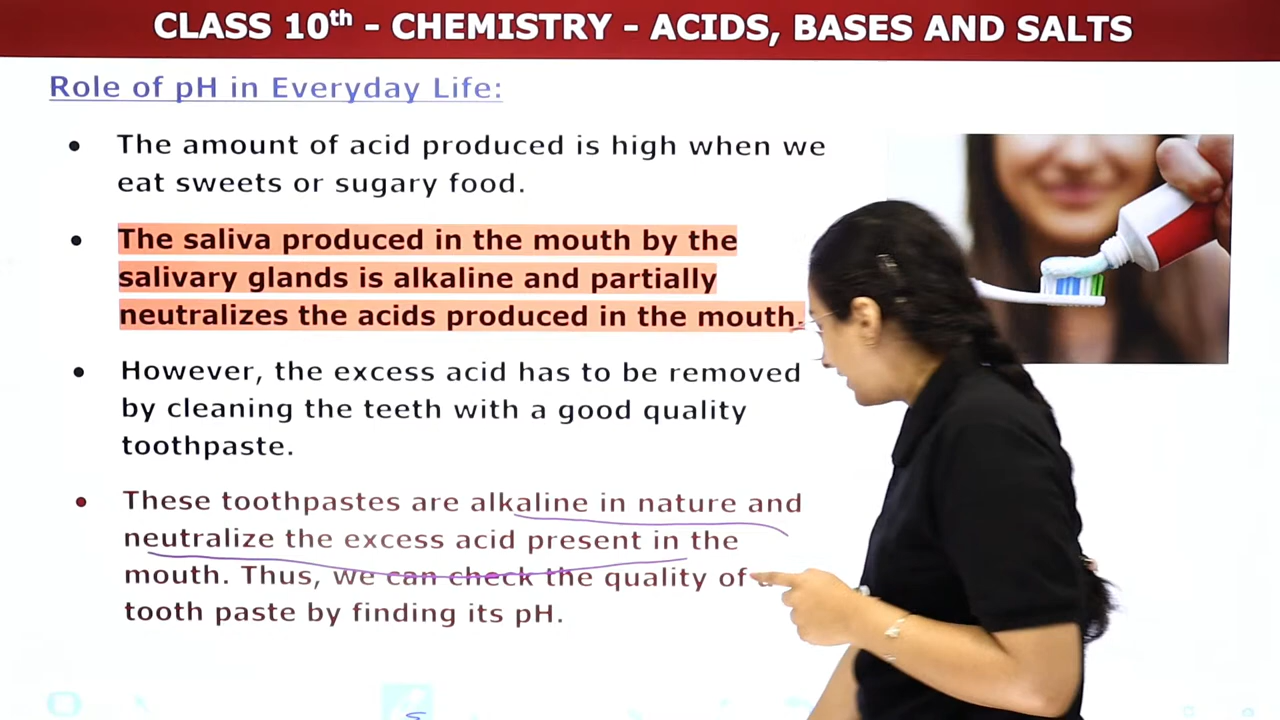 CLASS 10th - CHEMISTRY - ACIDS, BASES AND SALTS
Role of pH in Everyday Life:
• The amount of acid produced is high when we
eat sweets or sugary food.
• The saliva produced in the mouth by the
salivary glands is alkaline and partially
neutralizes the acids produced in the mouth.
• However, the excess acid has to be removed
by cleaning the teeth with a good quality
toothpaste.
• These toothpastes are alkaline in nature and
neutralize the excess acid present in the
mouth. Thus, we can check the quality of
tooth paste by finding its pH.